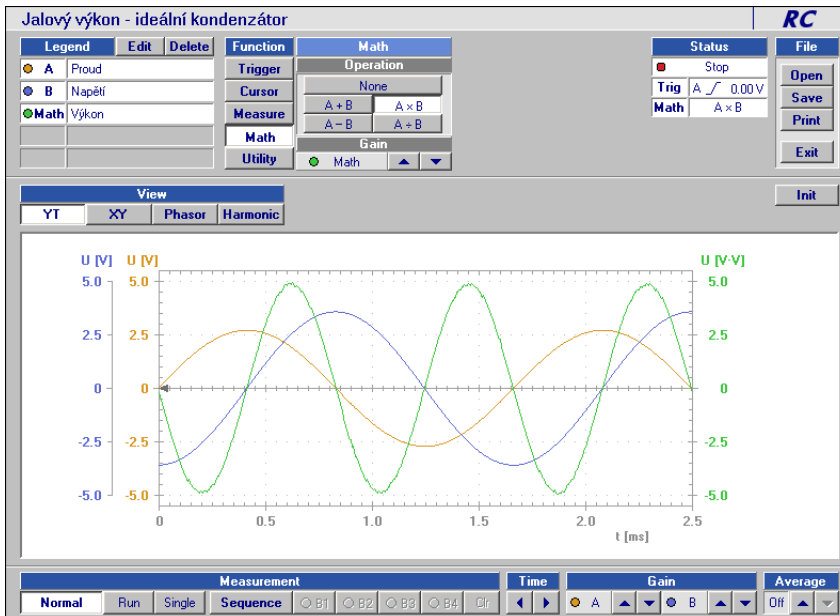 Jalový výkon - ideální kondenzátor
RC
Legend Edit Delete
A Proud
B Napětí
Math Výkon
Function
Trigger
Cursor
Measure
Math
Utility
Math
Operation
None
A + B A × B
A − B A ÷ B
Gain
Math
Status
Stop
Trig A 0.00 V
Math A × B
File
Open
Save
Print
Exit
Init
View
YT XY Phasor Harmonic
U [V] U [V] U [V·V]
5.0 5.0 5.0
2.5 2.5 2.5
0 0 0
-2.5 -2.5 -2.5
-5.0 -5.0 -5.0
0 0.5 1.0 1.5 2.0 2.5
t [ms]
Measurement
Normal Run Single Sequence B1 B2 B3 B4 Clr
Time
Gain
A B
Average
Off